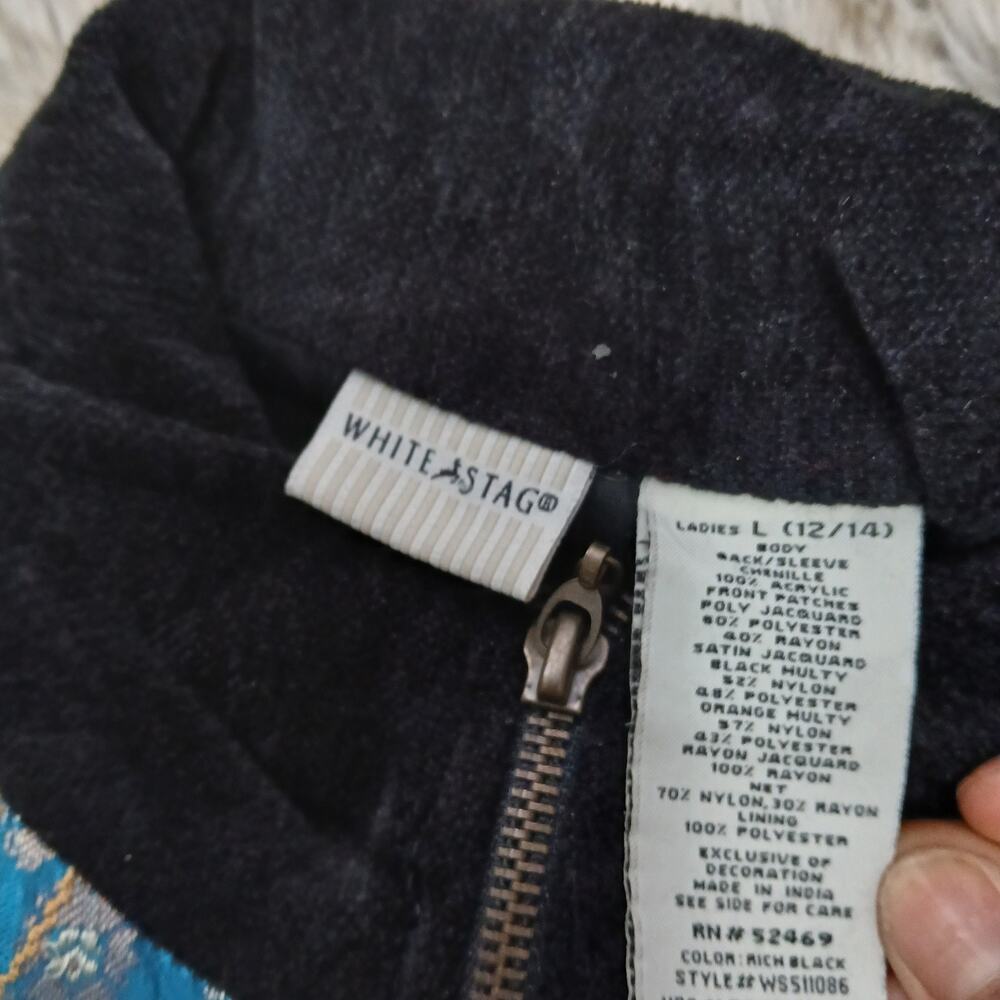 WHITE STAG®
LADIES L (12/14)
BODY
BACK/SLEEVE
CHENILLE
100% ACRYLIC
FRONT PATCHES
POLY JACQUARD
60% POLYESTER
40% RAYON
SATIN JACQUARD
BLACK MULTY
52% NYLON
48% POLYESTER
ORANGE MULTY
57% NYLON
43% POLYESTER
RAYON JACQUARD
100% RAYON
NET
70% NYLON, 30% RAYON
LINING
100% POLYESTER
EXCLUSIVE OF
DECORATION
MADE IN INDIA
SEE SIDE FOR CARE
RN# 52469
COLOR: RICH BLACK
STYLE# WS511086